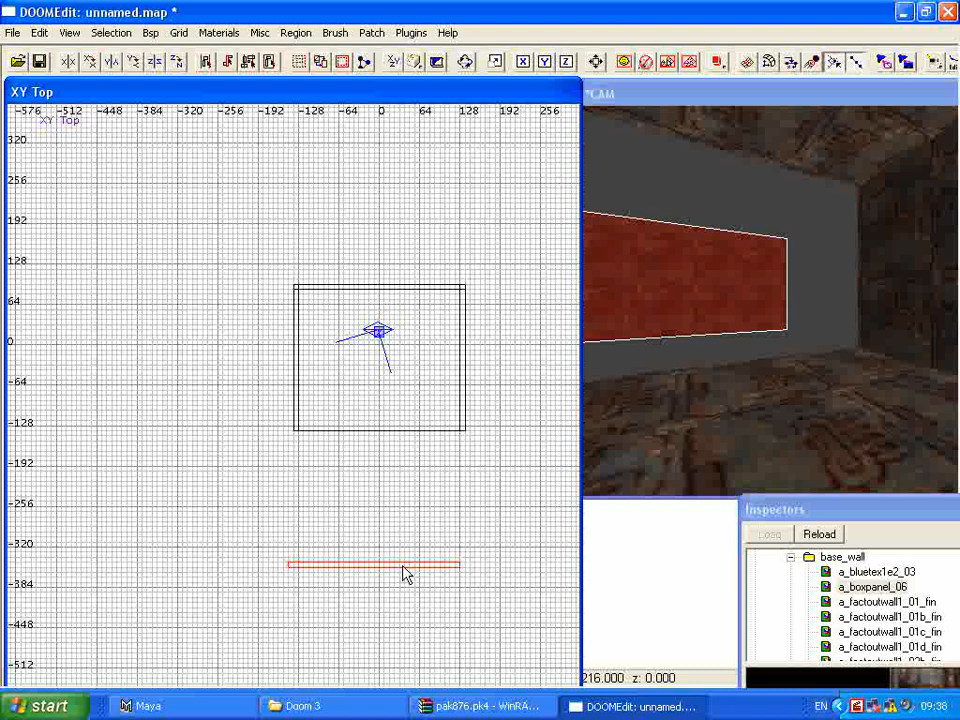 DOOMEdit: unnamed.map *
File Edit View Selection Bsp Grid Materials Misc Region Brush Patch Plugins Help
XY Top
*CAM
-576 -512 -448 -384 -320 -256 -192 -128 -64 0 64 128 192 256
XY Top
320
256
192
128
64
0
-64
-128
-192
-256
-320
-384
-448
-512
Inspectors
Load Reload
base_wall
a_bluetex1e2_03
a_boxpanel_06
a_factoutwall1_01_fin
a_factoutwall1_01b_fin
a_factoutwall1_01c_fin
a_factoutwall1_01d_fin
216.000 z: 0.000
start Maya Doom 3 pak876.pk4 - WinRA... DOOMEdit: unnamed.... EN 09:38